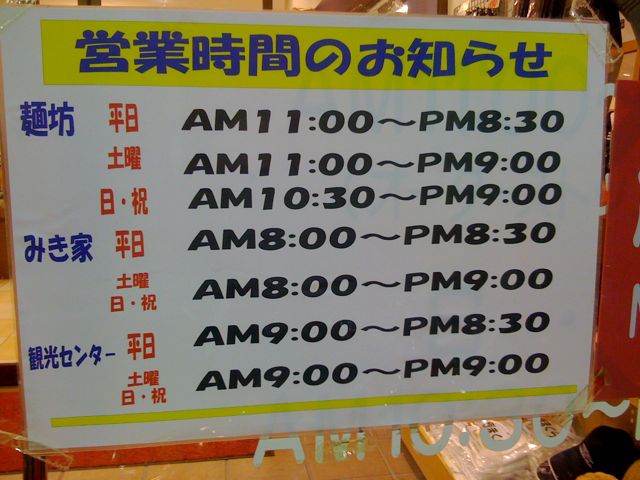 営業時間のお知らせ
麺坊 平日 AM11:00〜PM8:30
土曜 AM11:00〜PM9:00
日・祝 AM10:30〜PM9:00
みき家 平日 AM8:00〜PM8:30
土曜
日・祝 AM8:00〜PM9:00
観光センター 平日 AM9:00〜PM8:30
土曜
日・祝 AM9:00〜PM9:00